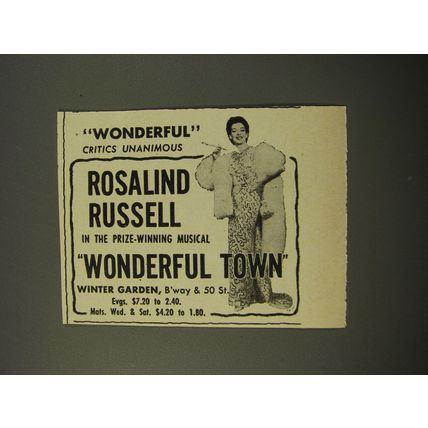 "WONDERFUL"
CRITICS UNANIMOUS
ROSALIND
RUSSELL
IN THE PRIZE-WINNING MUSICAL
"WONDERFUL TOWN"
WINTER GARDEN, B'way & 50 St.
Evgs. $7.20 to 2.40.
Mats. Wed. & Sat. $4.20 to 1.80.